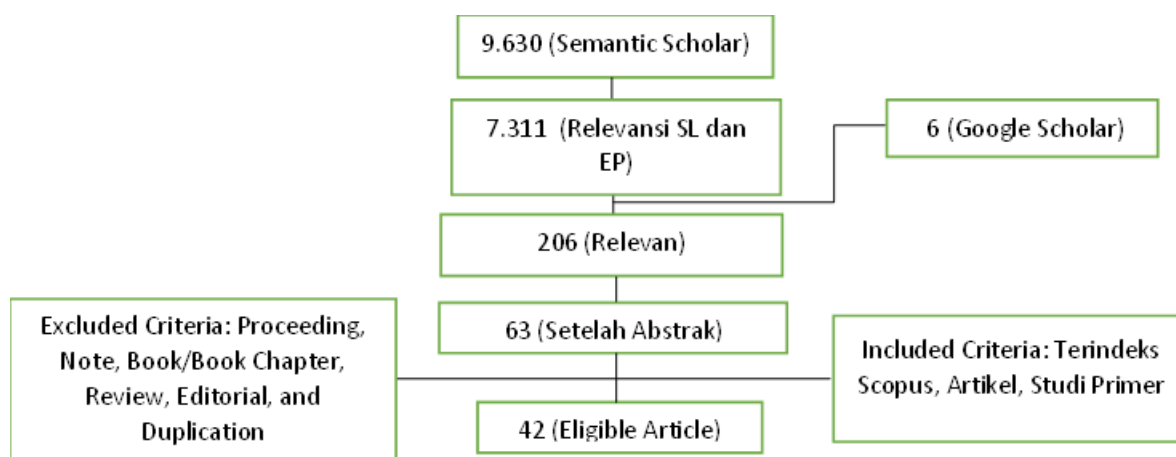 9.630 (Semantic Scholar)
7.311 (Relevansi SL dan
EP)
6 (Google Scholar)
206 (Relevan)
63 (Setelah Abstrak)
Excluded Criteria: Proceeding,
Note, Book/Book Chapter,
Review, Editorial, and
Duplication
Included Criteria: Terindeks
Scopus, Artikel, Studi Primer
42 (Eligible Article)